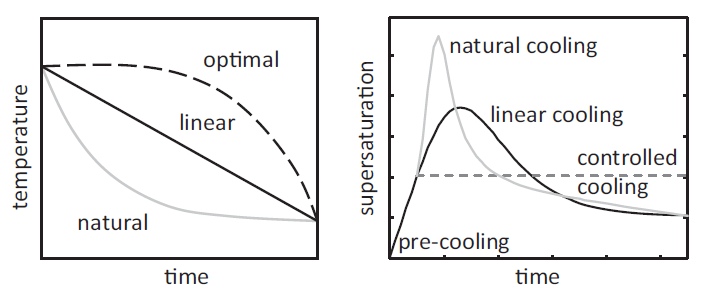 temperature
optimal
linear
natural
time
supersaturation
natural cooling
linear cooling
controlled
cooling
pre-cooling
time